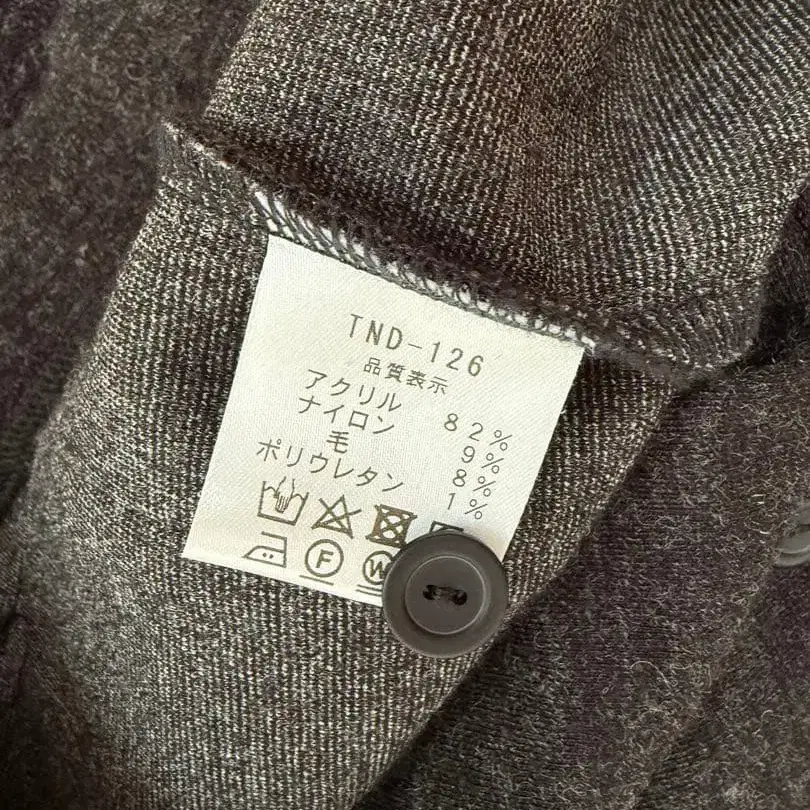 TND-126
品質表示
アクリル 82%
ナイロン 9%
毛 8%
ポリウレタン 1%
F
W